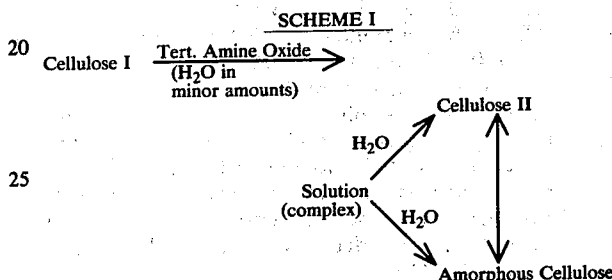 SCHEME I
20
Cellulose I Tert. Amine Oxide
(H2O in
minor amounts)
Cellulose II
H2O
25
Solution
(complex)
H2O
Amorphous Cellulose